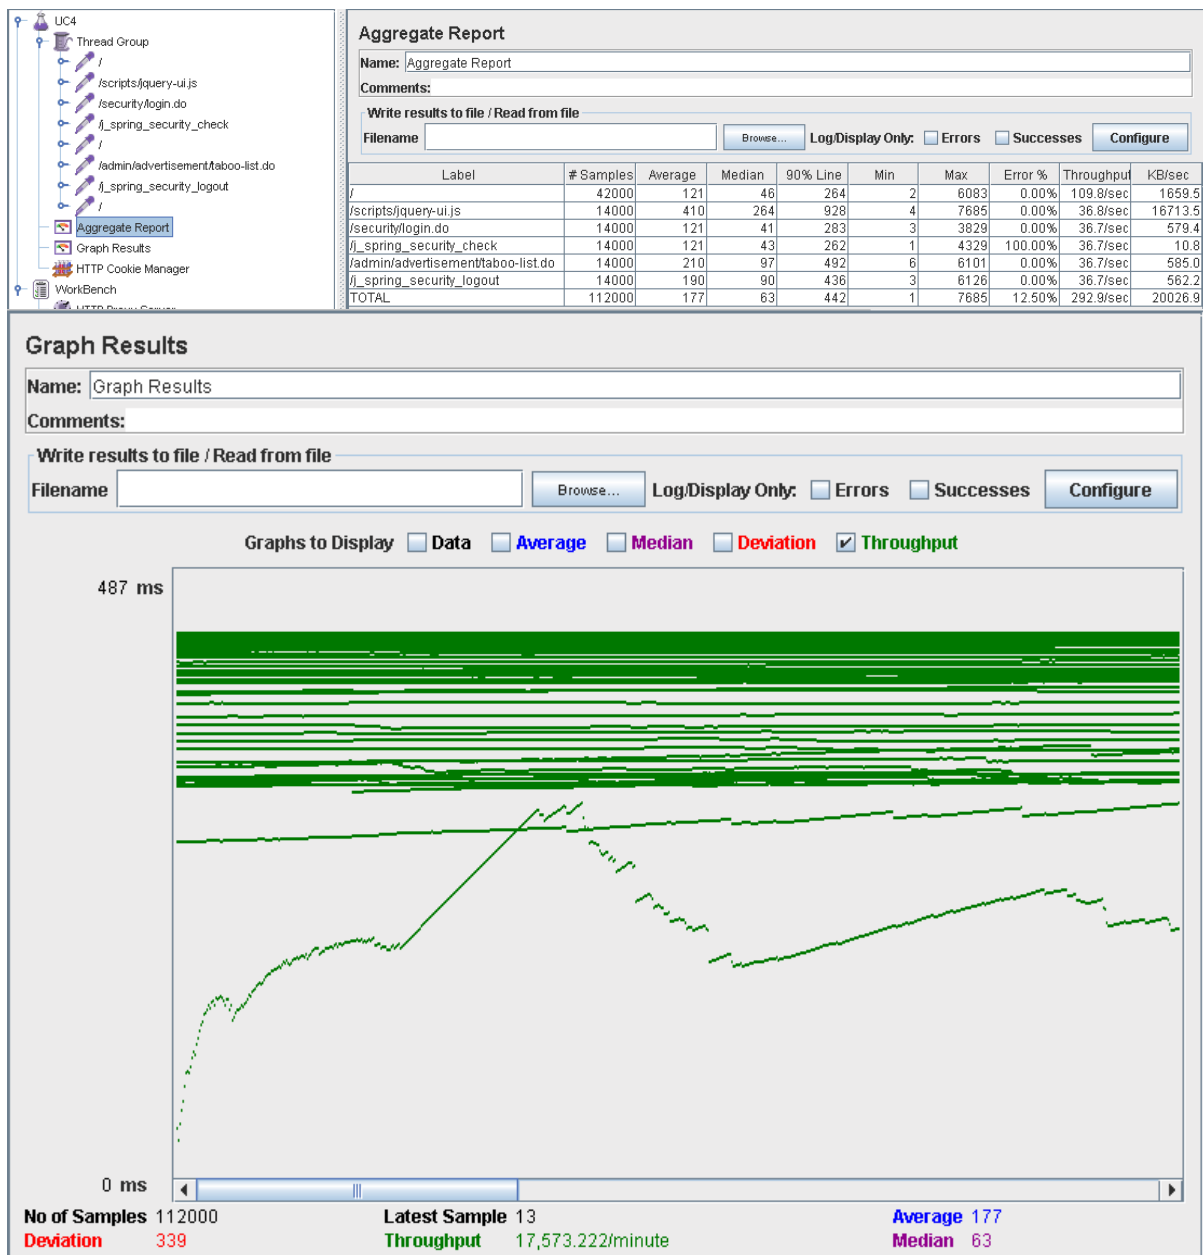 UC4
Thread Group
/
/scripts/jquery-ui.js
/security/login.do
/j_spring_security_check
/
/admin/advertisement/taboo-list.do
/j_spring_security_logout
/
Aggregate Report
Graph Results
HTTP Cookie Manager
WorkBench
HTTP Proxy Server
Aggregate Report
Name: Aggregate Report
Comments:
Write results to file / Read from file
Filename Browse... Log/Display Only: Errors Successes Configure
Label # Samples Average Median 90% Line Min Max Error % Throughput KB/sec
/ 42000 121 46 264 2 6083 0.00% 109.8/sec 1659.5
/scripts/jquery-ui.js 14000 410 264 928 4 7685 0.00% 36.8/sec 16713.5
/security/login.do 14000 121 41 283 3 3829 0.00% 36.7/sec 579.4
/j_spring_security_check 14000 121 43 262 1 4329 100.00% 36.7/sec 10.8
/admin/advertisement/taboo-list.do 14000 210 97 492 6 6101 0.00% 36.7/sec 585.0
/j_spring_security_logout 14000 190 90 436 3 6126 0.00% 36.7/sec 562.2
TOTAL 112000 177 63 442 1 7685 12.50% 292.9/sec 20026.9
Graph Results
Name: Graph Results
Comments:
Write results to file / Read from file
Filename Browse... Log/Display Only: Errors Successes Configure
Graphs to Display Data Average Median Deviation Throughput
487 ms
0 ms
No of Samples 112000 Latest Sample 13 Average 177
Deviation 339 Throughput 17,573.222/minute Median 63